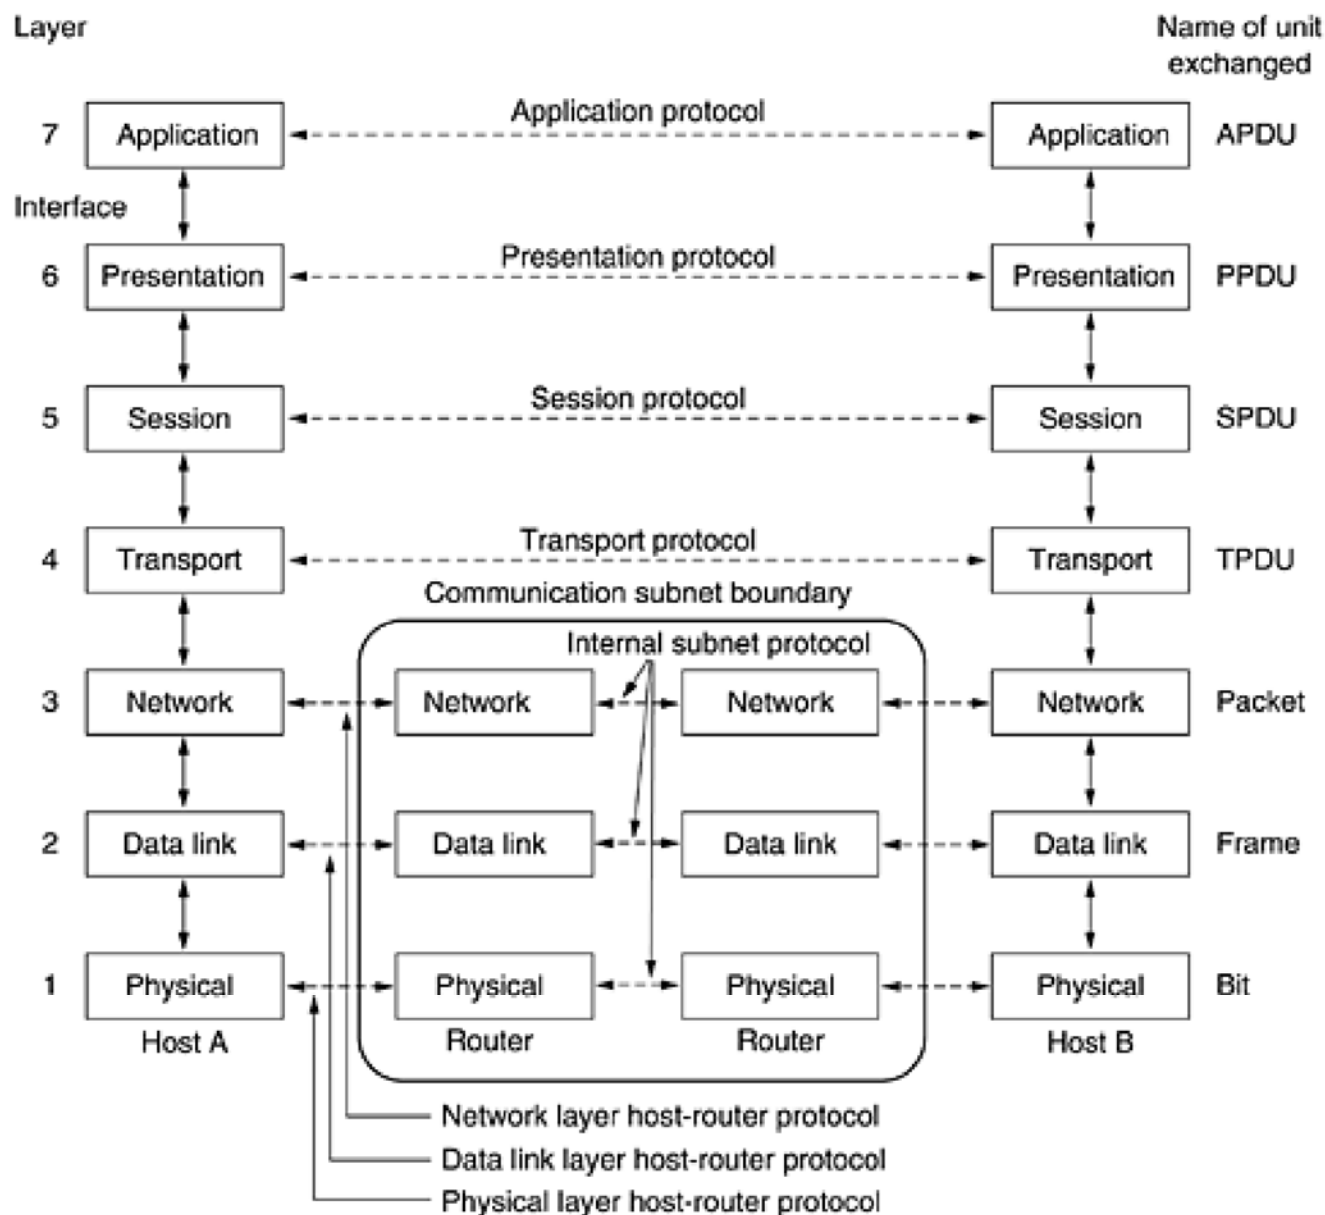 Layer
Name of unit
exchanged
Application protocol
7 Application Application APDU
Interface
Presentation protocol
6 Presentation Presentation PPDU
Session protocol
5 Session Session SPDU
Transport protocol
4 Transport Transport TPDU
Communication subnet boundary
Internal subnet protocol
3 Network Network Network Network Packet
2 Data link Data link Data link Data link Frame
1 Physical Physical Physical Physical Bit
Host A Router Router Host B
Network layer host-router protocol
Data link layer host-router protocol
Physical layer host-router protocol